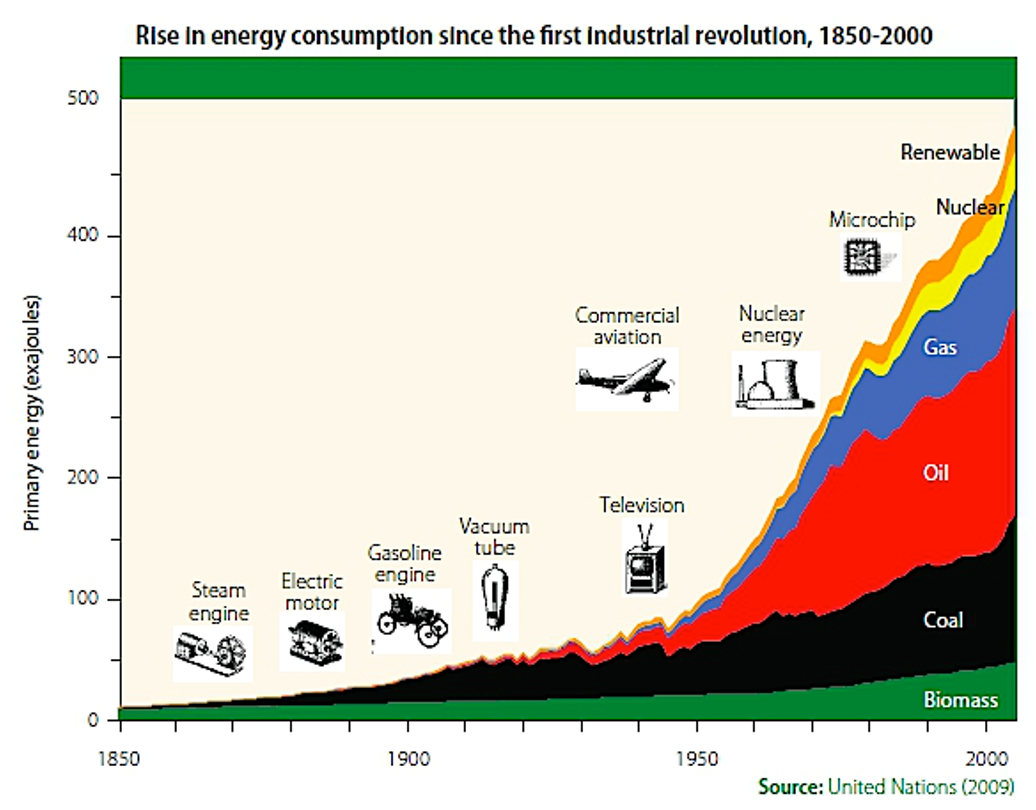 Rise in energy consumption since the first industrial revolution, 1850-2000
Primary energy (exajoules)
500
400
300
200
100
0
Renewable
Nuclear
Microchip
Commercial
aviation
Nuclear
energy
Gas
Oil
Television
Vacuum
tube
Gasoline
engine
Electric
motor
Steam
engine
Coal
Biomass
1850
1900
1950
2000
Source: United Nations (2009)